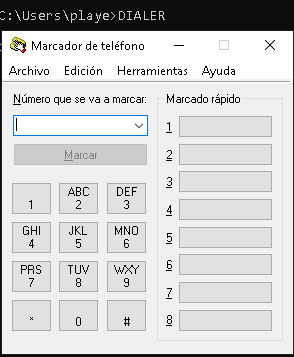 C:\Users\playe>DIALER
Marcador de teléfono
Archivo Edición Herramientas Ayuda
Número que se va a marcar:
Marcar
1
ABC
2
DEF
3
GHI
4
JKL
5
MNO
6
PRS
7
TUV
8
WXY
9
*
0
#
Marcado rápido
1
2
3
4
5
6
7
8